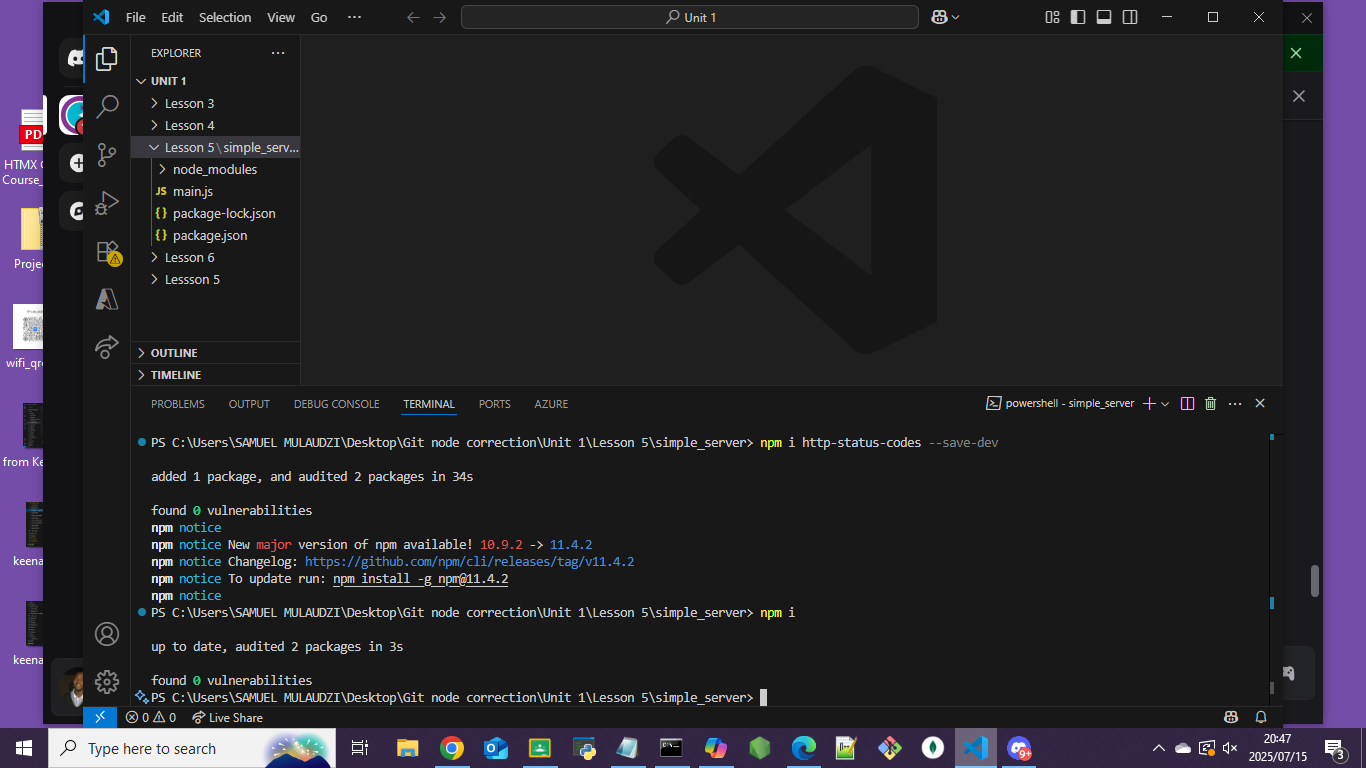 File Edit Selection View Go ···
Unit 1
EXPLORER ···
UNIT 1
Lesson 3
Lesson 4
Lesson 5\simple_serv...
node_modules
JS main.js
{} package-lock.json
{} package.json
Lesson 6
Lessson 5
OUTLINE
TIMELINE
PROBLEMS OUTPUT DEBUG CONSOLE TERMINAL PORTS AZURE
powershell - simple_server
PS C:\Users\SAMUEL MULAUDZI\Desktop\Git node correction\Unit 1\Lesson 5\simple_server> npm i http-status-codes --save-dev
added 1 package, and audited 2 packages in 34s
found 0 vulnerabilities
npm notice
npm notice New major version of npm available! 10.9.2 -> 11.4.2
npm notice Changelog: https://github.com/npm/cli/releases/tag/v11.4.2
npm notice To update run: npm install -g npm@11.4.2
npm notice
PS C:\Users\SAMUEL MULAUDZI\Desktop\Git node correction\Unit 1\Lesson 5\simple_server> npm i
up to date, audited 2 packages in 3s
found 0 vulnerabilities
PS C:\Users\SAMUEL MULAUDZI\Desktop\Git node correction\Unit 1\Lesson 5\simple_server>
0 0 Live Share
PD
HTMX
Course_
Proje
wifi_qr
from Ke
keena
keena
Type here to search
9+
20:47
2025/07/15
3